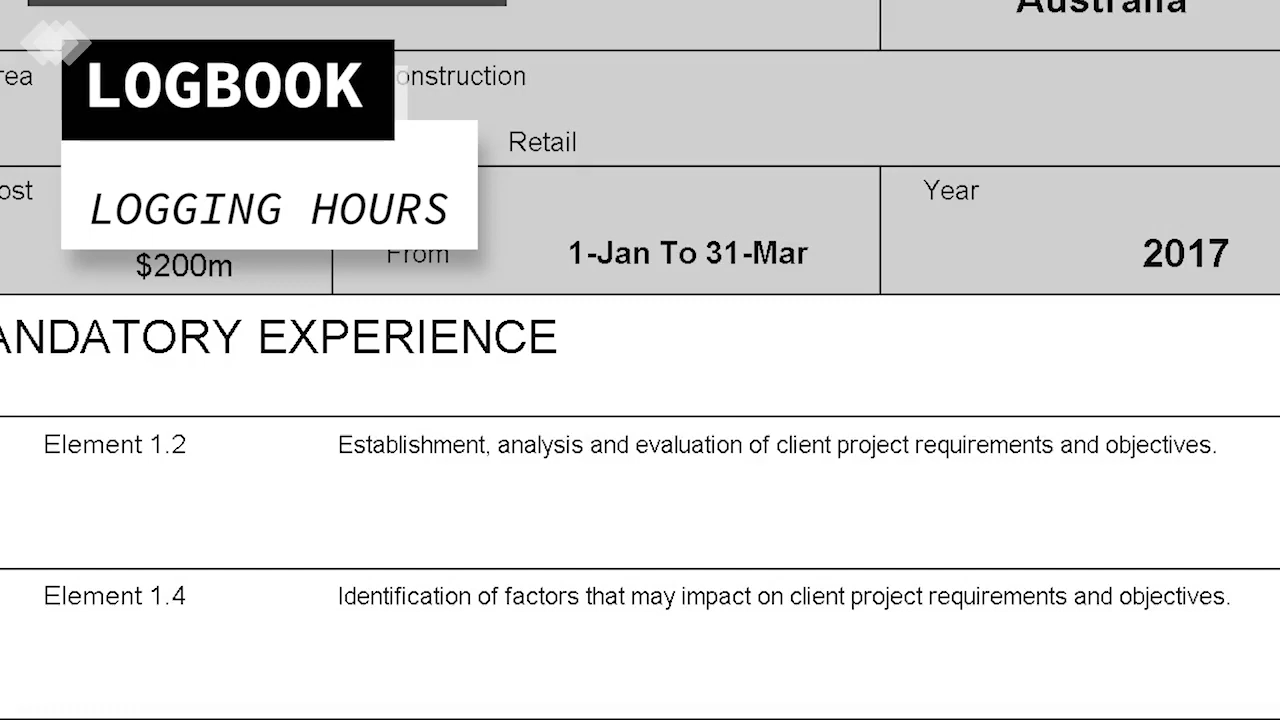 Australia
LOGBOOK
onstruction
Retail
LOGGING HOURS
Year
$200m
From
1-Jan To 31-Mar
2017
ANDATORY EXPERIENCE
Element 1.2
Establishment, analysis and evaluation of client project requirements and objectives.
Element 1.4
Identification of factors that may impact on client project requirements and objectives.